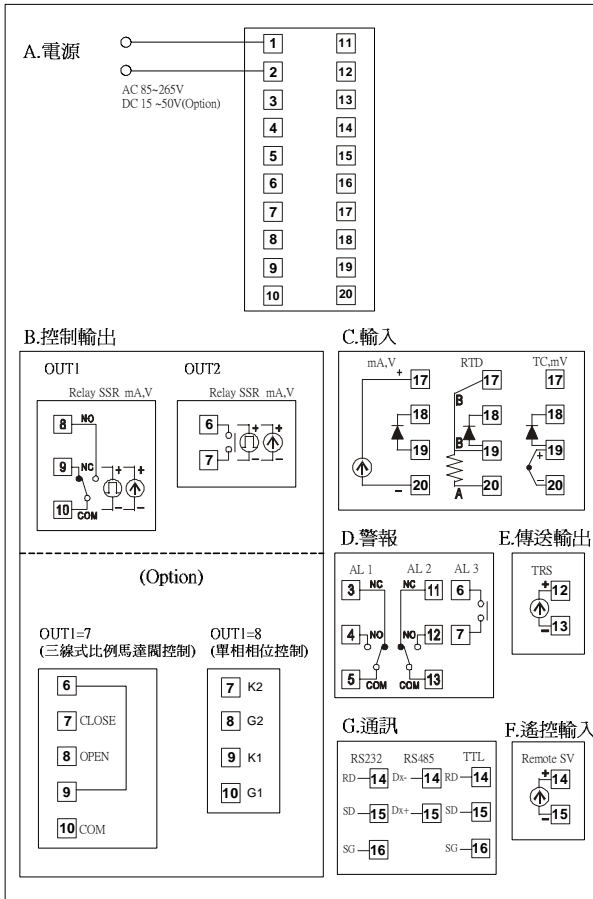 A.電源
1 11
2 12
AC 85~265V
DC 15 ~50V(Option)
3 13
4 14
5 15
6 16
7 17
8 18
9 19
10 20
B.控制輸出
OUT1
Relay SSR mA,V
8 NO
9 NC + +
10 COM − −
OUT2
Relay SSR mA,V
6 + +
7 − −
(Option)
OUT1=7
(三線式比例馬達閥控制)
6
7 CLOSE
8 OPEN
9
10 COM
OUT1=8
(單相相位控制)
7 K2
8 G2
9 K1
10 G1
C.輸入
mA,V RTD TC,mV
+ 17 17 17
B
18 18 18
B
19 19 + 19
− 20 A 20 − 20
D.警報
AL 1 AL 2 AL 3
3 NC NC 11 6
4 NO NO 12 7
5 COM COM 13
E.傳送輸出
TRS
+ 12
− 13
G.通訊
RS232 RS485 TTL
RD 14 Dx- 14 RD 14
SD 15 Dx+ 15 SD 15
SG 16 SG 16
F.遙控輸入
Remote SV
+ 14
− 15